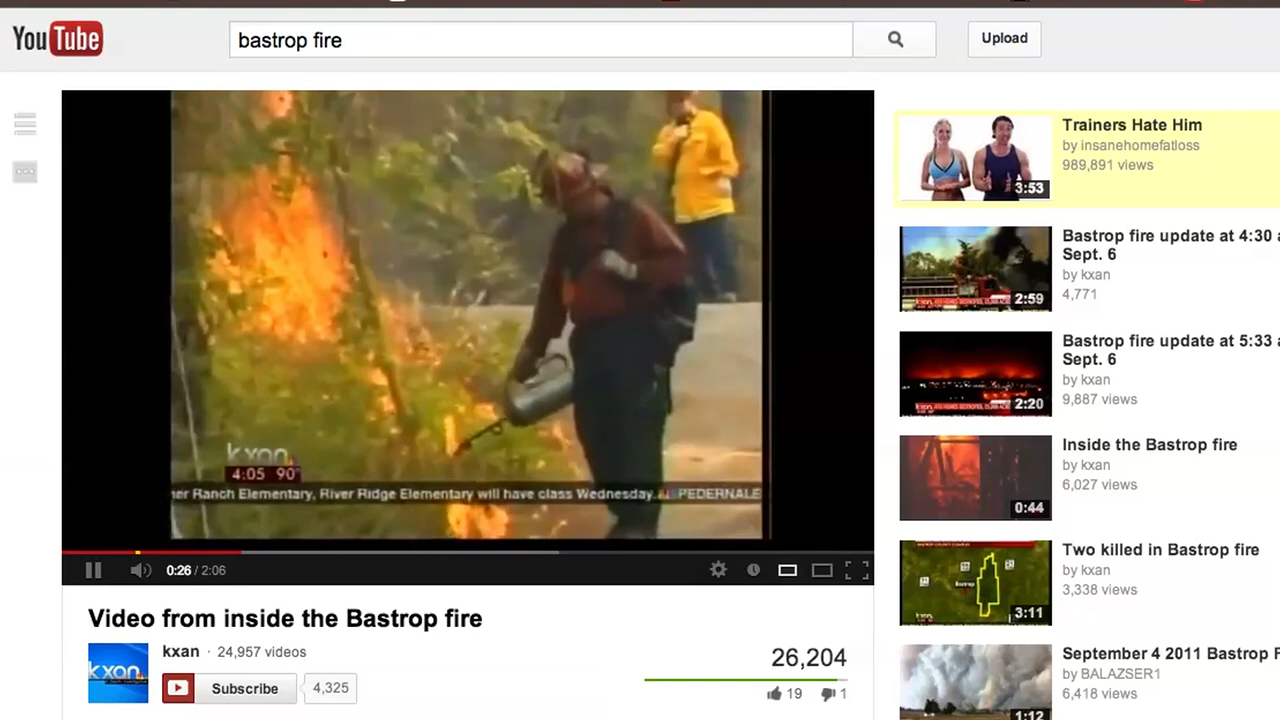 YouTube
bastrop fire
Upload
kxan
4:05 90°
ner Ranch Elementary, River Ridge Elementary will have class Wednesday. PEDERNALE
0:26 / 2:06
Video from inside the Bastrop fire
kxan
kxan · 24,957 videos
Subscribe 4,325
26,204
19 1
Trainers Hate Him
by insanehomefatloss
989,891 views
3:53
Bastrop fire update at 4:30 a
Sept. 6
by kxan
4,771
2:59
Bastrop fire update at 5:33 a
Sept. 6
by kxan
9,887 views
2:20
Inside the Bastrop fire
by kxan
6,027 views
0:44
Two killed in Bastrop fire
by kxan
3,338 views
3:11
September 4 2011 Bastrop F
by BALAZSER1
6,418 views
1:12